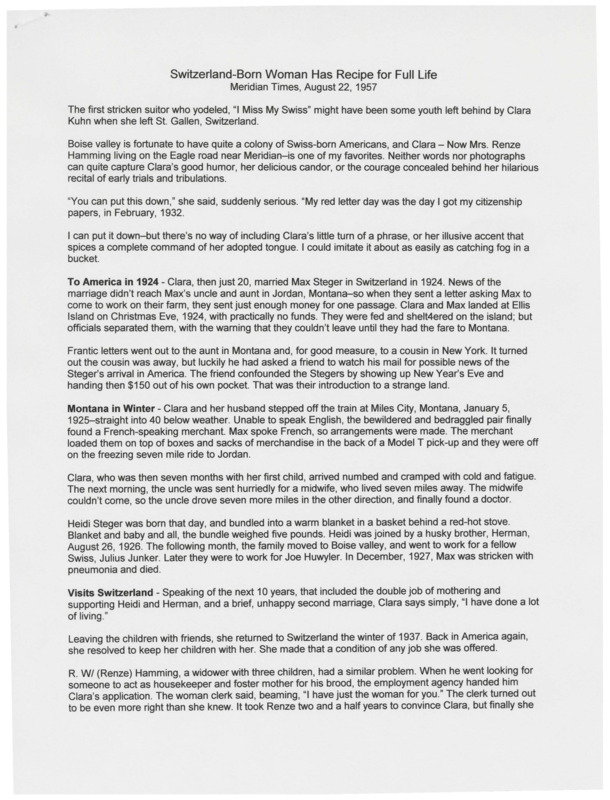 Switzerland-Born Woman Has Recipe for Full Life
Meridian Times, August 22, 1957
The first stricken suitor who yodeled, "I Miss My Swiss" might have been some youth left behind by Clara
Kuhn when she left St. Gallen, Switzerland.
Boise valley is fortunate to have quite a colony of Swiss-born Americans, and Clara – Now Mrs. Renze
Hamming living on the Eagle road near Meridian–is one of my favorites. Neither words nor photographs
can quite capture Clara's good humor, her delicious candor, or the courage concealed behind her hilarious
recital of early trials and tribulations.
"You can put this down," she said, suddenly serious. "My red letter day was the day I got my citizenship
papers, in February, 1932.
I can put it down–but there's no way of including Clara's little turn of a phrase, or her illusive accent that
spices a complete command of her adopted tongue. I could imitate it about as easily as catching fog in a
bucket.
To America in 1924 - Clara, then just 20, married Max Steger in Switzerland in 1924. News of the
marriage didn't reach Max's uncle and aunt in Jordan, Montana–so when they sent a letter asking Max to
come to work on their farm, they sent just enough money for one passage. Clara and Max landed at Ellis
Island on Christmas Eve, 1924, with practically no funds. They were fed and shelt4ered on the island; but
officials separated them, with the warning that they couldn't leave until they had the fare to Montana.
Frantic letters went out to the aunt in Montana and, for good measure, to a cousin in New York. It turned
out the cousin was away, but luckily he had asked a friend to watch his mail for possible news of the
Steger's arrival in America. The friend confounded the Stegers by showing up New Year's Eve and
handing then $150 out of his own pocket. That was their introduction to a strange land.
Montana in Winter - Clara and her husband stepped off the train at Miles City, Montana, January 5,
1925–straight into 40 below weather. Unable to speak English, the bewildered and bedraggled pair finally
found a French-speaking merchant. Max spoke French, so arrangements were made. The merchant
loaded them on top of boxes and sacks of merchandise in the back of a Model T pick-up and they were off
on the freezing seven mile ride to Jordan.
Clara, who was then seven months with her first child, arrived numbed and cramped with cold and fatigue.
The next morning, the uncle was sent hurriedly for a midwife, who lived seven miles away. The midwife
couldn't come, so the uncle drove seven more miles in the other direction, and finally found a doctor.
Heidi Steger was born that day, and bundled into a warm blanket in a basket behind a red-hot stove.
Blanket and baby and all, the bundle weighed five pounds. Heidi was joined by a husky brother, Herman,
August 26, 1926. The following month, the family moved to Boise valley, and went to work for a fellow
Swiss, Julius Junker. Later they were to work for Joe Huwyler. In December, 1927, Max was stricken with
pneumonia and died.
Visits Switzerland - Speaking of the next 10 years, that included the double job of mothering and
supporting Heidi and Herman, and a brief, unhappy second marriage, Clara says simply, "I have done a lot
of living."
Leaving the children with friends, she returned to Switzerland the winter of 1937. Back in America again,
she resolved to keep her children with her. She made that a condition of any job she was offered.
R. W/ (Renze) Hamming, a widower with three children, had a similar problem. When he went looking for
someone to act as housekeeper and foster mother for his brood, the employment agency handed him
Clara's application. The woman clerk said, beaming, "I have just the woman for you." The clerk turned out
to be even more right than she knew. It took Renze two and a half years to convince Clara, but finally she